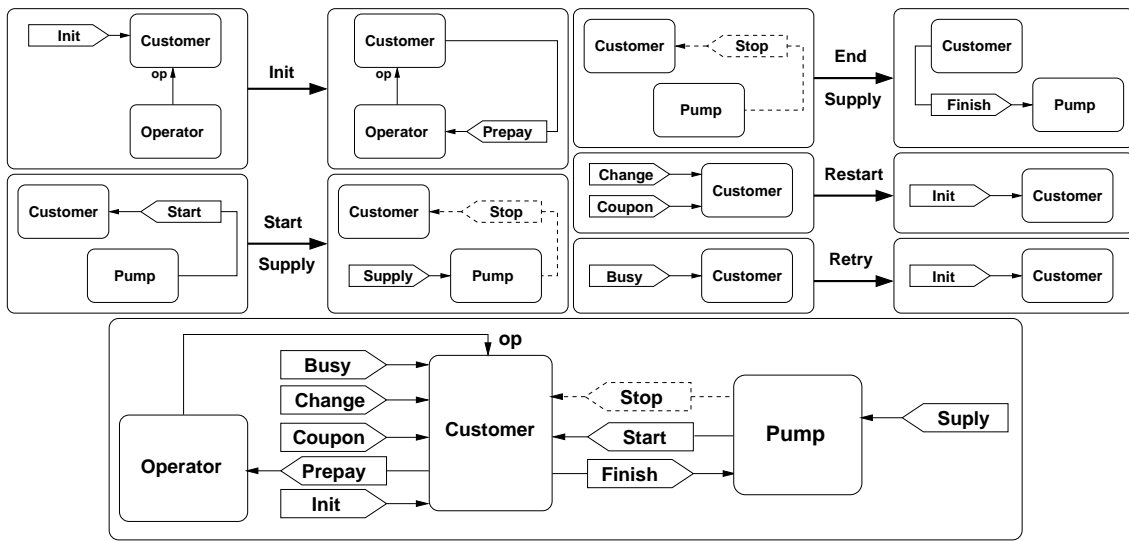 Init
Customer
op
Operator
Init
Customer
op
Operator
Prepay
Customer
Stop
Pump
End
Supply
Customer
Finish
Pump
Customer
Start
Pump
Start
Supply
Customer
Stop
Supply
Pump
Change
Coupon
Customer
Restart
Init
Customer
Busy
Customer
Retry
Init
Customer
op
Busy
Change
Coupon
Prepay
Init
Operator
Customer
Stop
Start
Finish
Pump
Suply